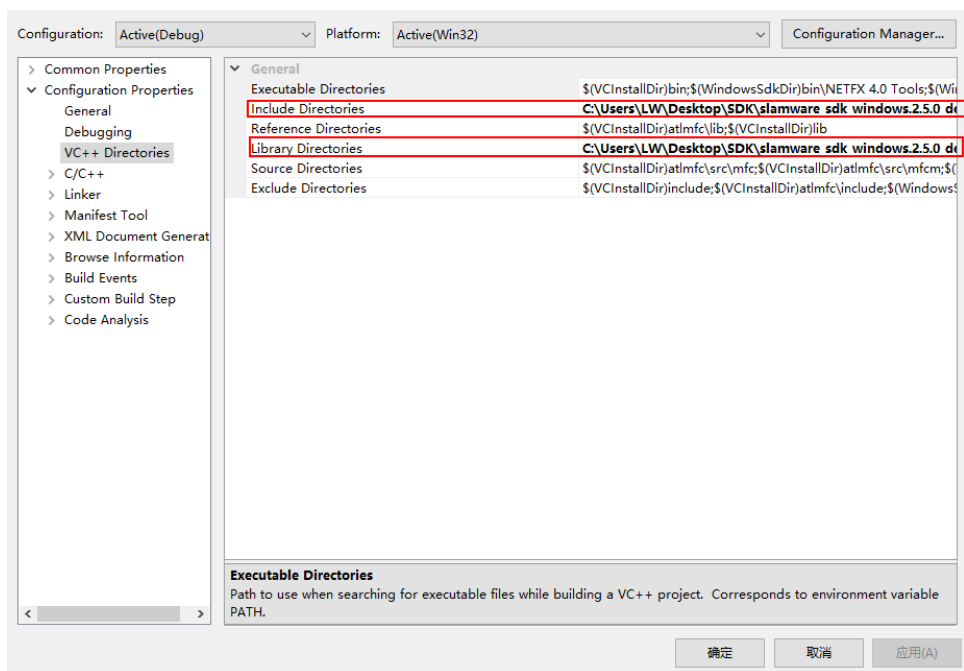 Configuration: Active(Debug) Platform: Active(Win32) Configuration Manager...
Common Properties
Configuration Properties
General
Debugging
VC++ Directories
C/C++
Linker
Manifest Tool
XML Document Generat
Browse Information
Build Events
Custom Build Step
Code Analysis
General
Executable Directories $(VCInstallDir)bin;$(WindowsSdkDir)bin\NETFX 4.0 Tools;$(Wi
Include Directories C:\Users\LW\Desktop\SDK\slamware sdk windows.2.5.0 de
Reference Directories $(VCInstallDir)atlmfc\lib;$(VCInstallDir)lib
Library Directories C:\Users\LW\Desktop\SDK\slamware sdk windows.2.5.0 de
Source Directories $(VCInstallDir)atlmfc\src\mfc;$(VCInstallDir)atlmfc\src\mfcm;$(
Exclude Directories $(VCInstallDir)include;$(VCInstallDir)atlmfc\include;$(WindowsS
Executable Directories
Path to use when searching for executable files while building a VC++ project.  Corresponds to environment variable
PATH.
确定 取消 应用(A)